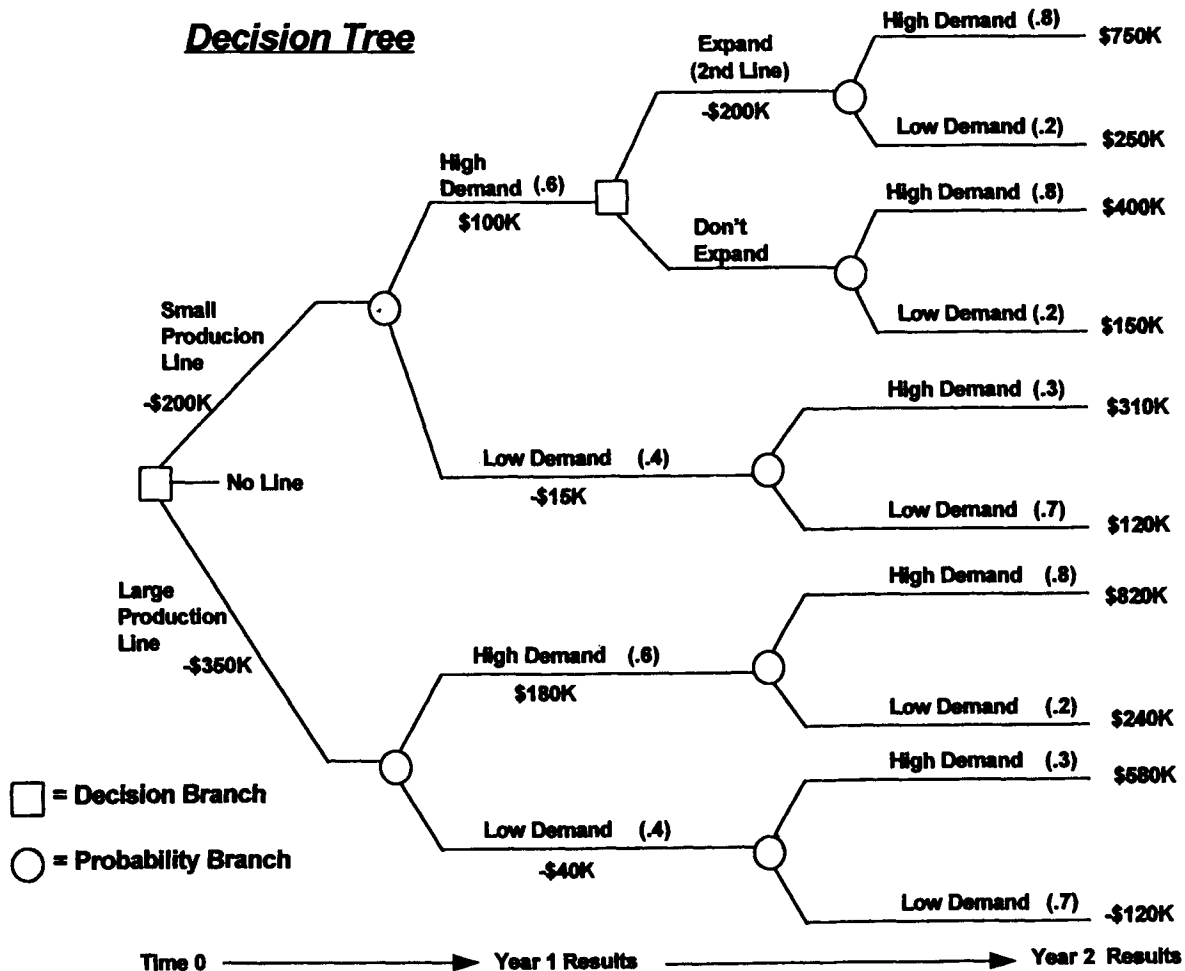 Decision Tree
Expand
(2nd Line)
-$200K
High Demand (.8)
$750K
Low Demand (.2)
$250K
High
Demand (.6)
$100K
Don't
Expand
High Demand (.8)
$400K
Low Demand (.2)
$150K
Small
Producion
Line
-$200K
Low Demand (.4)
-$15K
High Demand (.3)
$310K
Low Demand (.7)
$120K
No Line
Large
Production
Line
-$350K
High Demand (.6)
$180K
High Demand (.8)
$820K
Low Demand (.2)
$240K
Low Demand (.4)
-$40K
High Demand (.3)
$580K
Low Demand (.7)
-$120K
= Decision Branch
= Probability Branch
Time 0
Year 1 Results
Year 2 Results